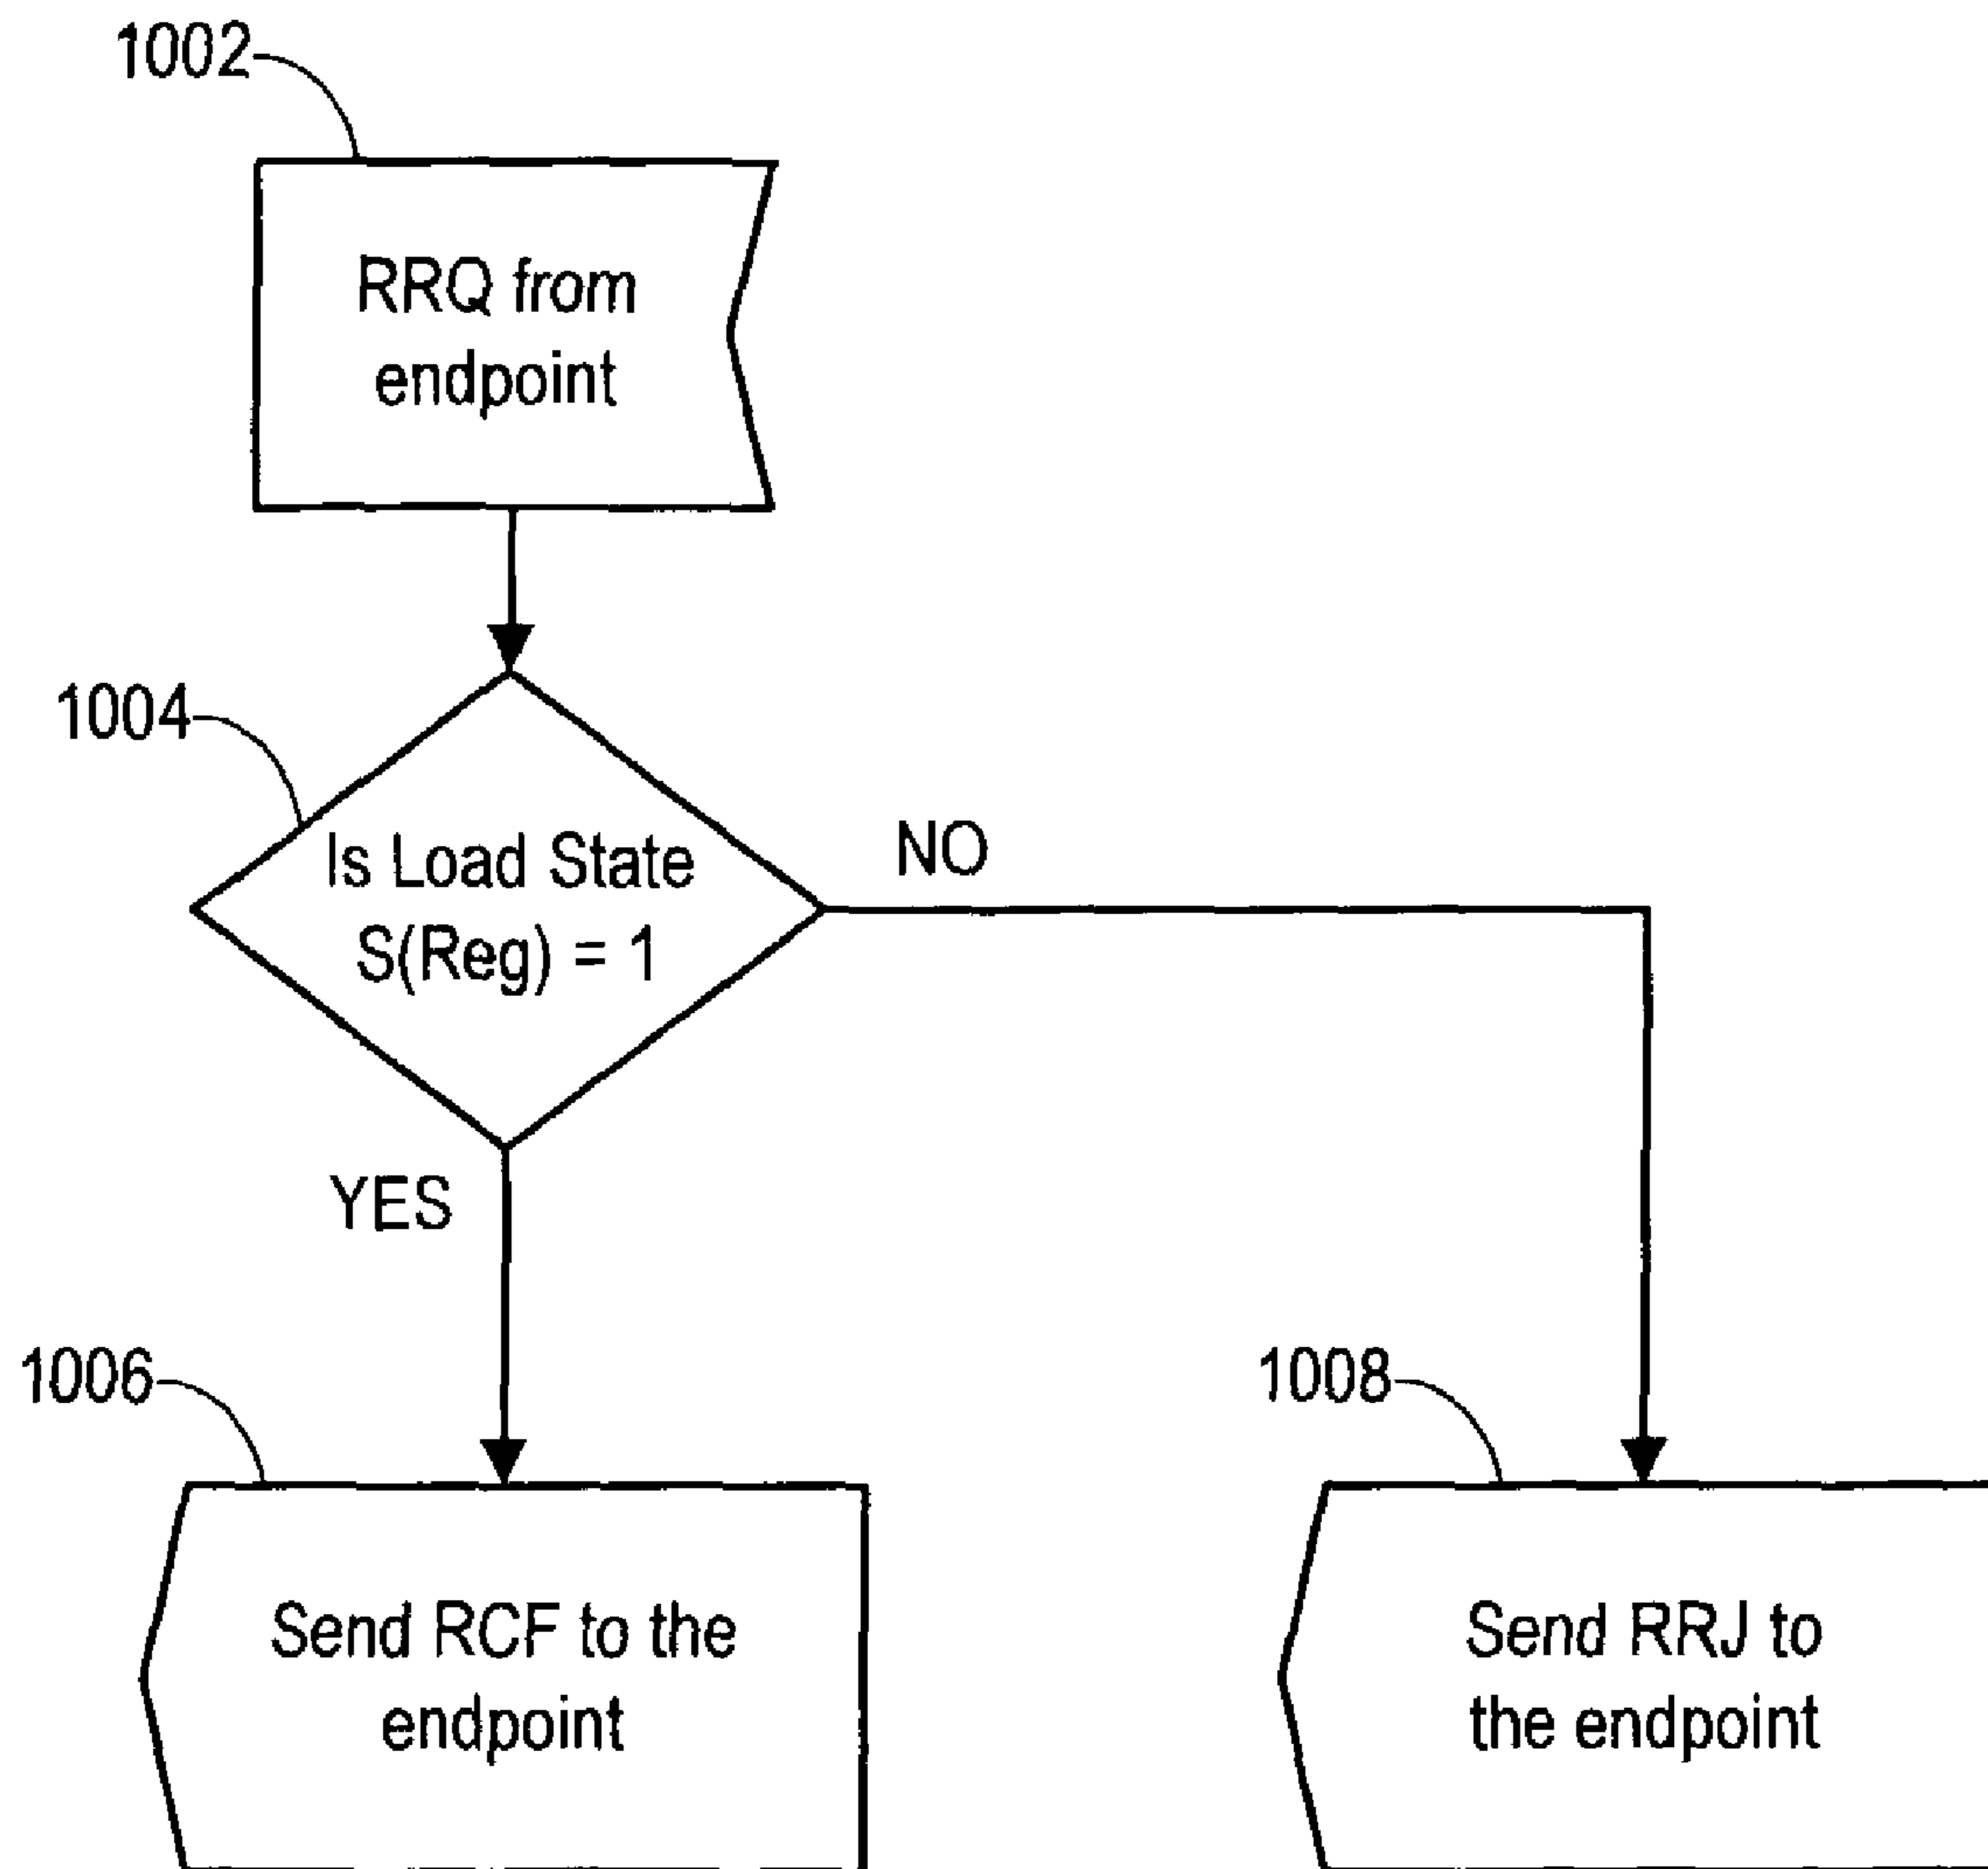 1002
RRQ from
endpoint
1004
Is Load State
S(Reg) = 1
NO
YES
1006
Send RCF to the
endpoint
1008
Send RRJ to
the endpoint